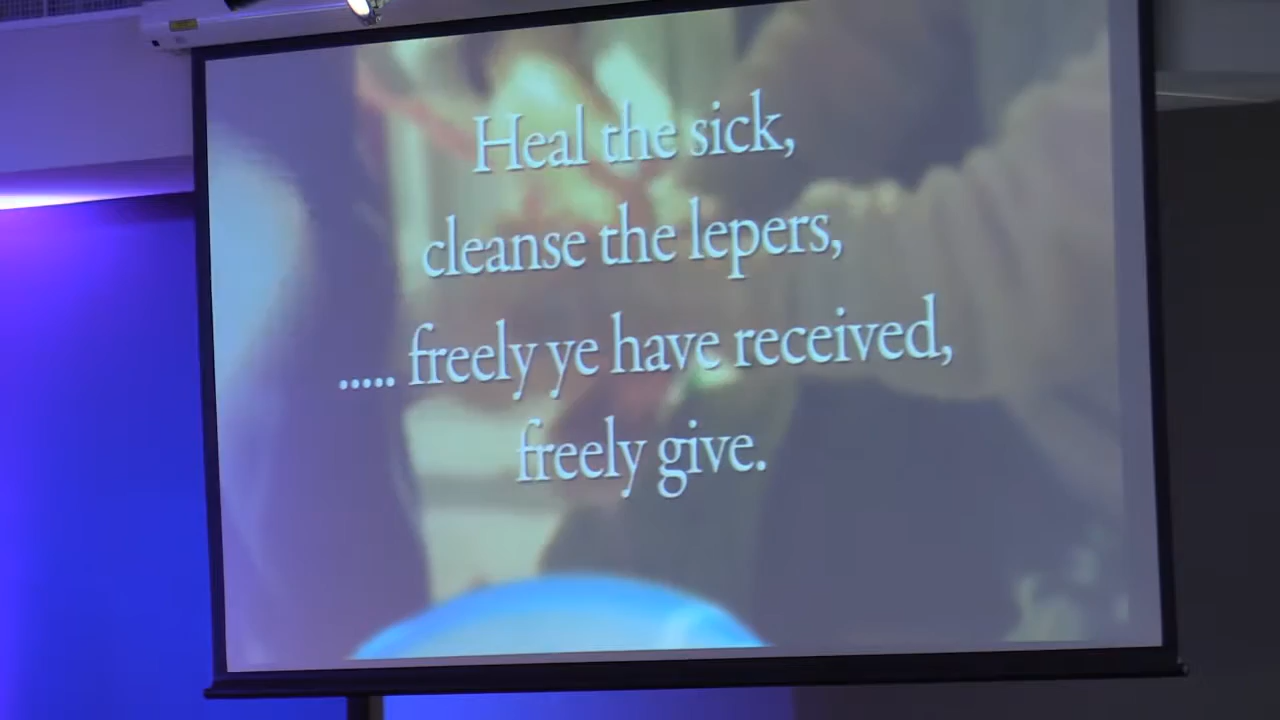 Heal the sick,
cleanse the lepers,
..... freely ye have received,
freely give.